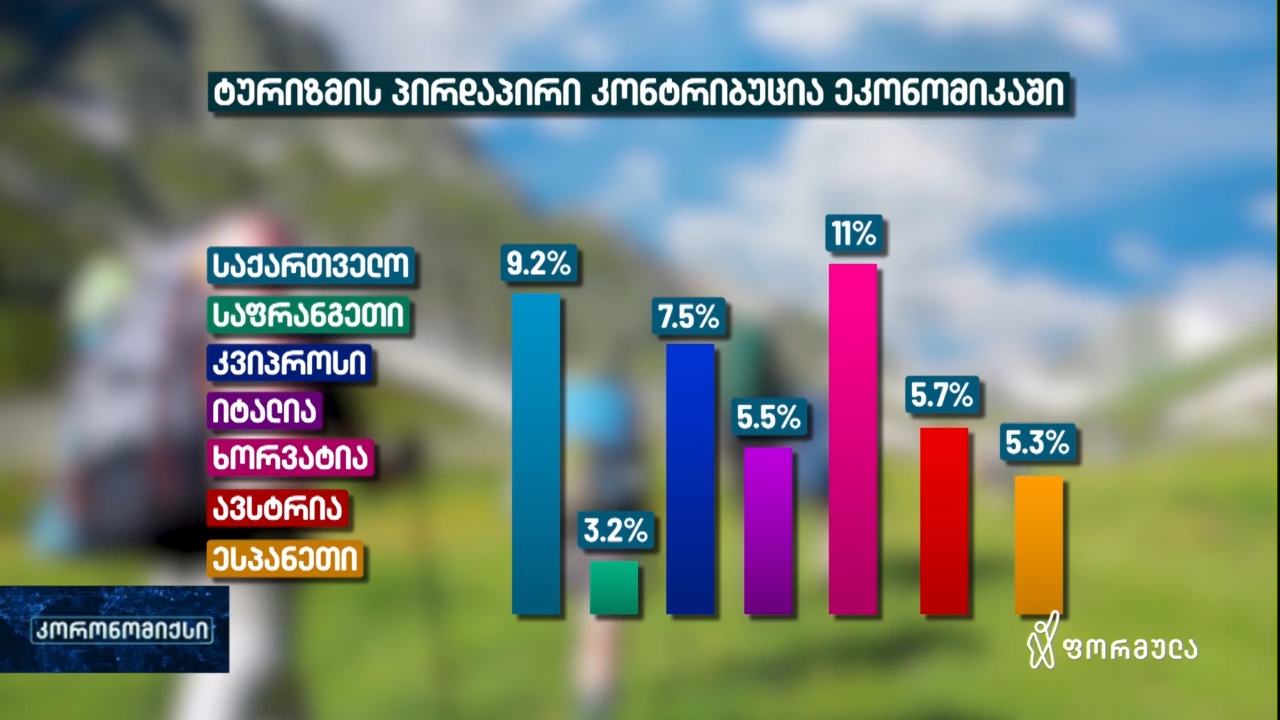 ტურიზმის პირდაპირი კონტრიბუცია ეკონომიკაში
საქართველო
საფრანგეთი
კვიპროსი
იტალია
ხორვატია
ავსტრია
ესპანეთი
9.2%
3.2%
7.5%
5.5%
11%
5.7%
5.3%
კორონომიქსი
ფორმულა